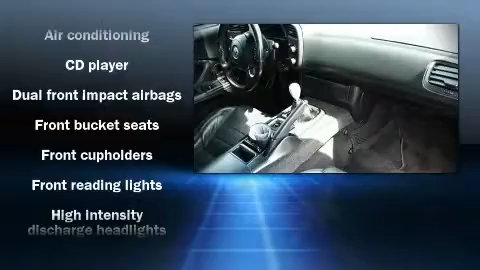 Air conditioning
CD player
Dual front impact airbags
Front bucket seats
Front cupholders
Front reading lights
High intensity
discharge headlights